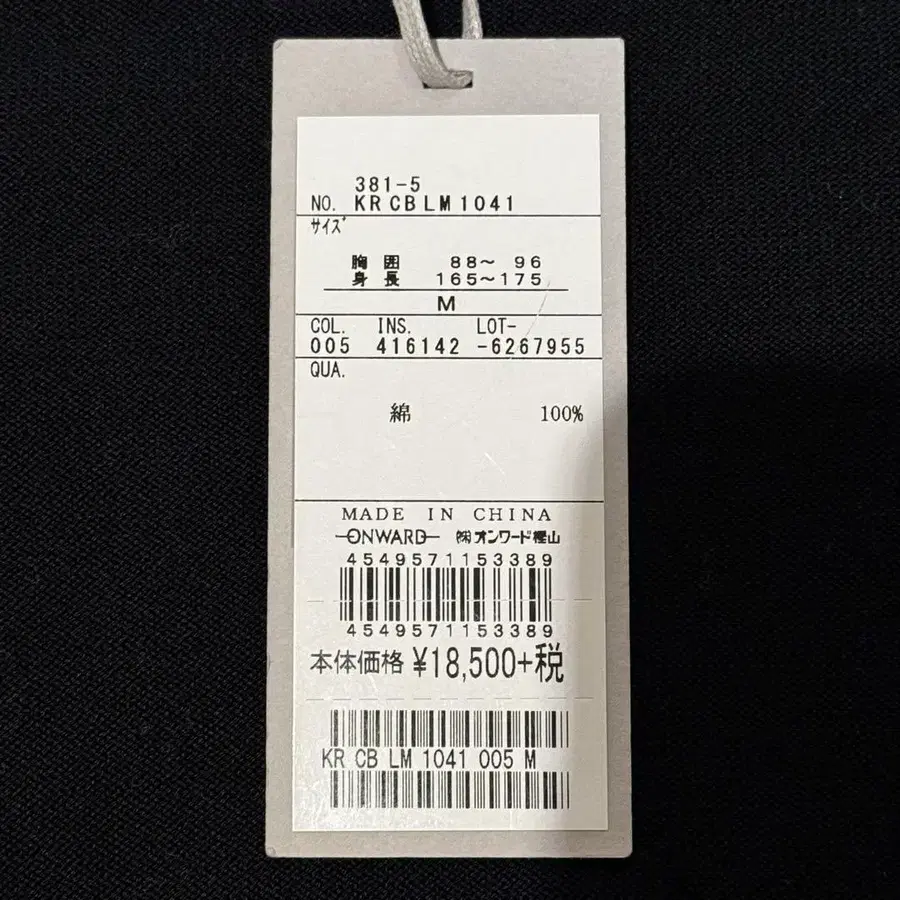 381-5
NO. KRCBLM1041
サイズ
胸囲 88～ 96
身長 165～175
M
COL. INS. LOT-
005 416142 -6267955
QUA.
綿 100%
MADE IN CHINA
ONWARD ㈱オンワード樫山
4549571153389
4549571153389
本体価格 ¥18,500+税
KR CB LM 1041 005 M